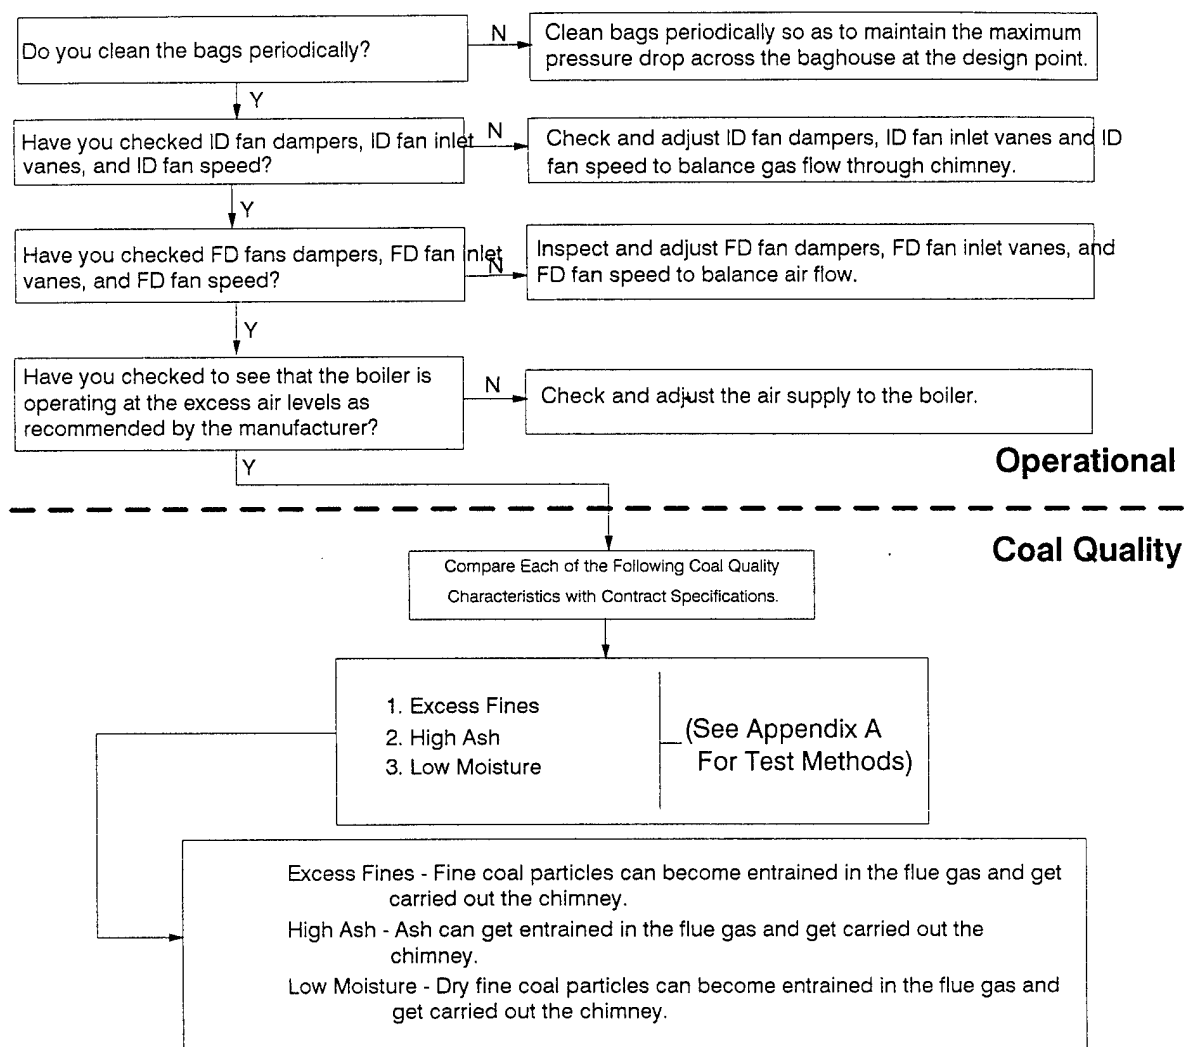 Do you clean the bags periodically?
N
Clean bags periodically so as to maintain the maximum
pressure drop across the baghouse at the design point.
Y
Have you checked ID fan dampers, ID fan inlet
vanes, and ID fan speed?
N
Check and adjust ID fan dampers, ID fan inlet vanes and ID
fan speed to balance gas flow through chimney.
Y
Have you checked FD fans dampers, FD fan inlet
vanes, and FD fan speed?
N
Inspect and adjust FD fan dampers, FD fan inlet vanes, and
FD fan speed to balance air flow.
Y
Have you checked to see that the boiler is
operating at the excess air levels as
recommended by the manufacturer?
N
Check and adjust the air supply to the boiler.
Y
Operational
Coal Quality
Compare Each of the Following Coal Quality
Characteristics with Contract Specifications.
1. Excess Fines
2. High Ash
3. Low Moisture
(See Appendix A
For Test Methods)
Excess Fines - Fine coal particles can become entrained in the flue gas and get
carried out the chimney.
High Ash - Ash can get entrained in the flue gas and get carried out the
chimney.
Low Moisture - Dry fine coal particles can become entrained in the flue gas and
get carried out the chimney.